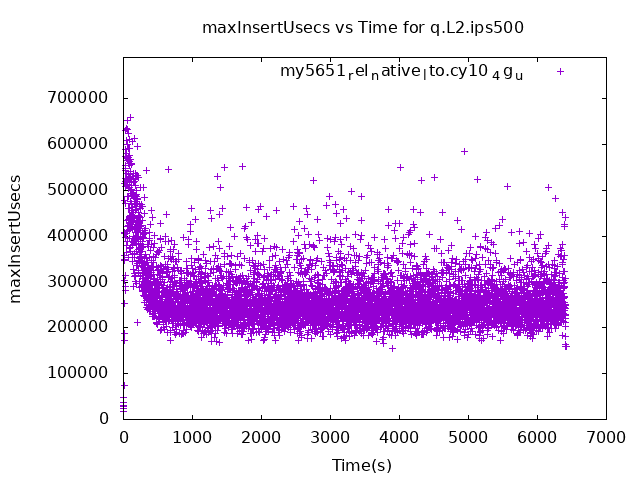 maxInsertUsecs vs Time for q.L2.ips500
my5651relnativelto.cy104gu
700000
600000
500000
400000
300000
200000
100000
0
maxInsertUsecs
0 1000 2000 3000 4000 5000 6000 7000
Time(s)